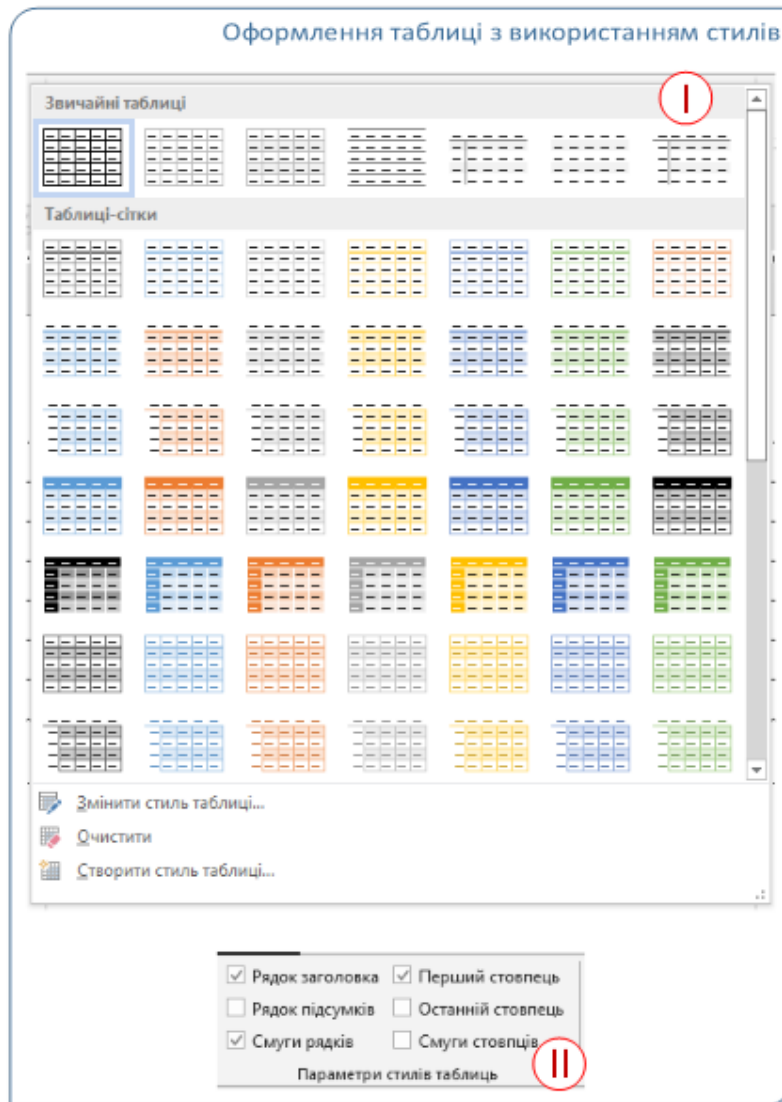 Оформлення таблиці з використанням стилів
I
Звичайні таблиці
Таблиці-сітки
Змінити стиль таблиці...
Очистити
Створити стиль таблиці...
Рядок заголовка Перший стовпець
Рядок підсумків Останній стовпець
Смуги рядків Смуги стовпців
II
Параметри стилів таблиць